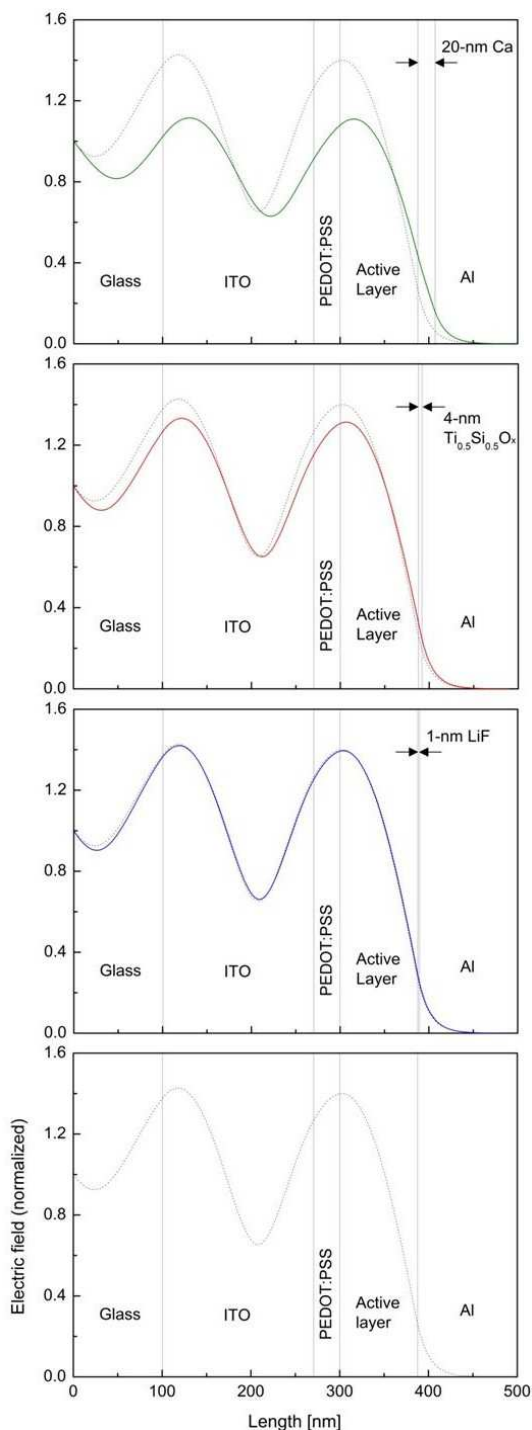 1.6
20-nm Ca
1.2
0.8
0.4
Glass
ITO
PEDOT:PSS
Active
Layer
Al
0.0
1.6
4-nm
Ti0.5Si0.5Ox
1.2
0.8
0.4
Glass
ITO
PEDOT:PSS
Active
Layer
Al
0.0
1.6
1-nm LiF
1.2
0.8
0.4
Glass
ITO
PEDOT:PSS
Active
Layer
Al
0.0
1.6
1.2
0.8
0.4
Electric field (normalized)
Glass
ITO
PEDOT:PSS
Active
layer
Al
0.0
0 100 200 300 400 500
Length [nm]